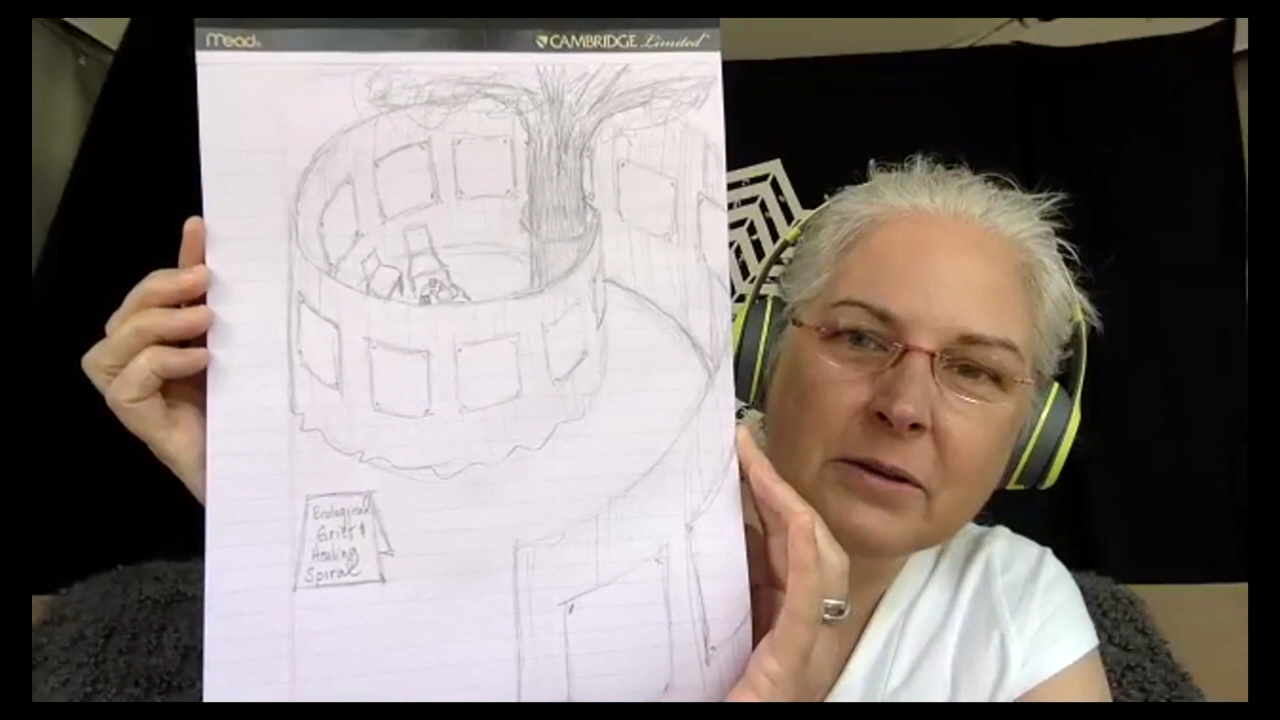 Mead
CAMBRIDGE Limited
Ecological
Grief &
Healing
Spiral